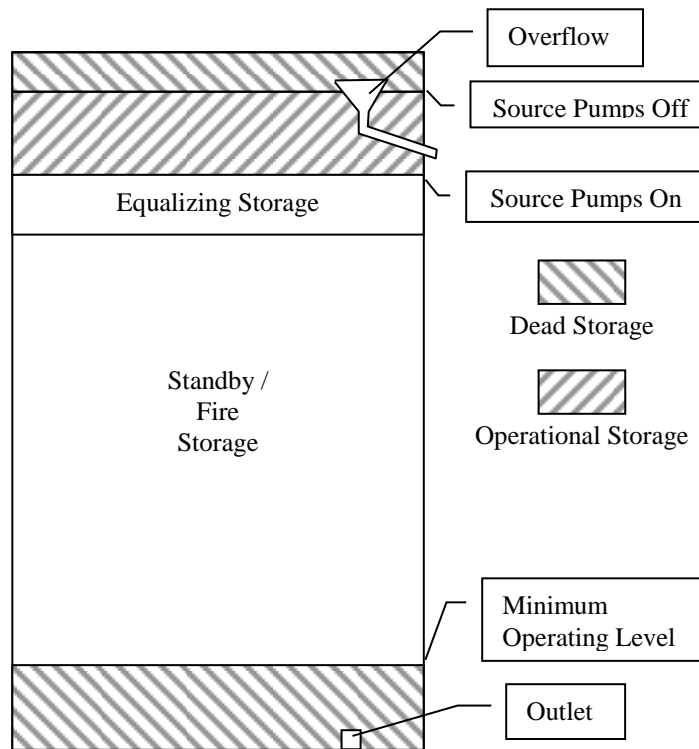 Overflow
Source Pumps Off
Equalizing Storage
Source Pumps On
Dead Storage
Standby /
Fire
Storage
Operational Storage
Minimum
Operating Level
Outlet